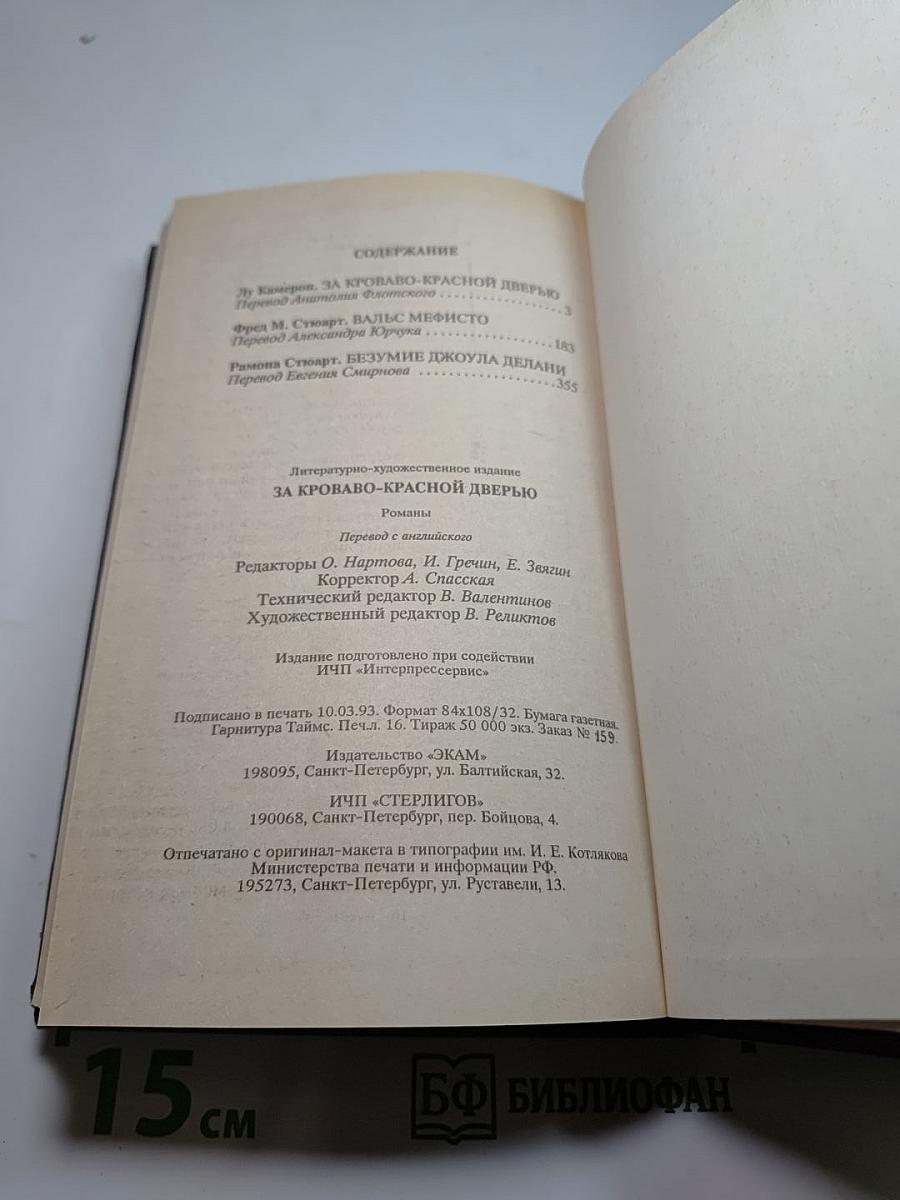 СОДЕРЖАНИЕ
Лу Кэмерон. ЗА КРОВАВО-КРАСНОЙ ДВЕРЬЮ
Перевод Анатолия Флотского . . . . . . . . . . . . . . . . . 3
Фред М. Стюарт. ВАЛЬС МЕФИСТО
Перевод Александра Юрчука . . . . . . . . . . . . . . . . . 183
Рамона Стюарт. БЕЗУМИЕ ДЖОУЛА ДЕЛАНИ
Перевод Евгения Смирнова . . . . . . . . . . . . . . . . . . 355
Литературно-художественное издание
ЗА КРОВАВО-КРАСНОЙ ДВЕРЬЮ
Романы
Перевод с английского
Редакторы О. Нартова, И. Гречин, Е. Звягин
Корректор А. Спасская
Технический редактор В. Валентинов
Художественный редактор В. Реликтов
Издание подготовлено при содействии
ИЧП «Интерпрессервис»
Подписано в печать 10.03.93. Формат 84x108/32. Бумага газетная.
Гарнитура Таймс. Печ.л. 16. Тираж 50 000 экз. Заказ № 159.
Издательство «ЭКАМ»
198095, Санкт-Петербург, ул. Балтийская, 32.
ИЧП «СТЕРЛИГОВ»
190068, Санкт-Петербург, пер. Бойцова, 4.
Отпечатано с оригинал-макета в типографии им. И. Е. Котлякова
Министерства печати и информации РФ.
195273, Санкт-Петербург, ул. Руставели, 13.
15 см
БФ БИБЛИОФАН